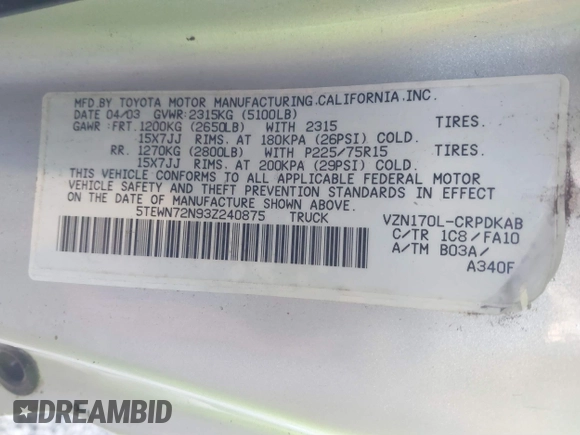 MFD.BY TOYOTA MOTOR MANUFACTURING.CALIFORNIA.INC.
DATE 04/03 GVWR:2315KG (5100LB)
GAWR: FRT. 1200KG (2650LB) WITH 2315 TIRES.
15X7JJ RIMS. AT 180KPA (26PSI) COLD.
RR. 1270KG (2800LB) WITH P225/75R15 TIRES.
15X7JJ RIMS. AT 200KPA (29PSI) COLD.
THIS VEHICLE CONFORMS TO ALL APPLICABLE FEDERAL MOTOR
VEHICLE SAFETY AND THEFT PREVENTION STANDARDS IN EFFECT
ON THE DATE OF MANUFACTURE SHOWN ABOVE.
5TEWN72N93Z240875 TRUCK
VZN170L-CRPDKAB
C/TR 1C8/FA10
A/TM B03A/
A340F
DREAMBID